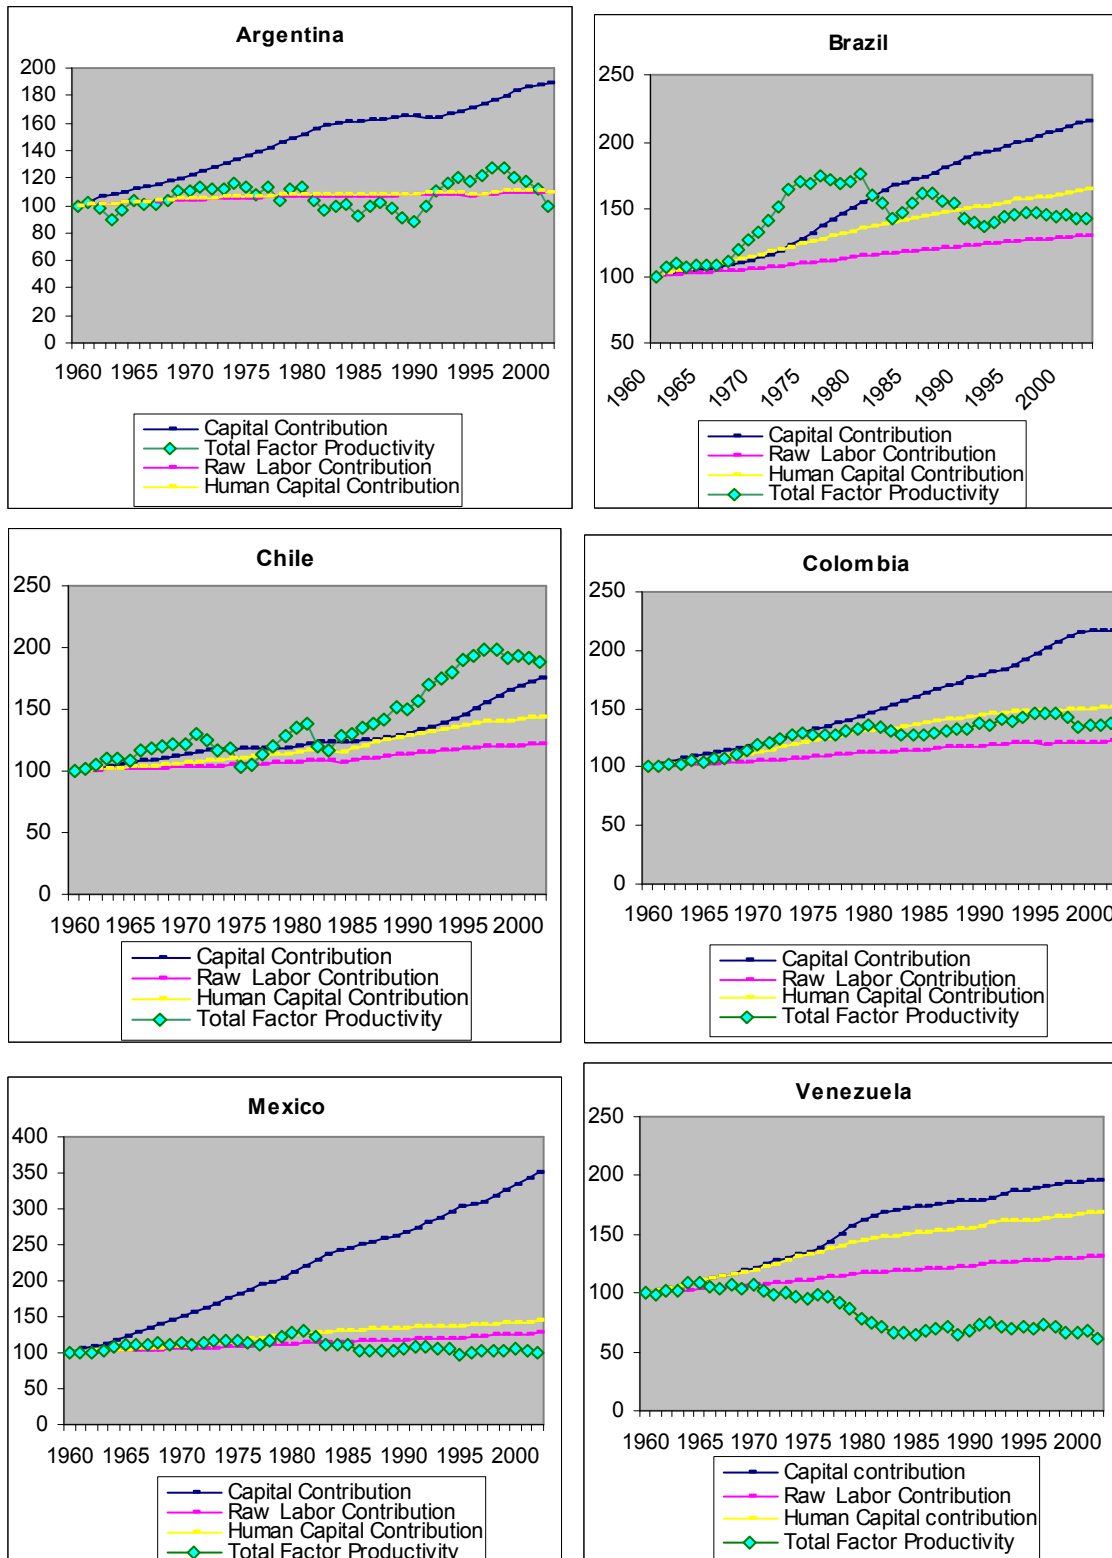 Argentina
200
180
160
140
120
100
80
60
40
20
0
1960 1965 1970 1975 1980 1985 1990 1995 2000
Capital Contribution
Total Factor Productivity
Raw Labor Contribution
Human Capital Contribution
Brazil
250
200
150
100
50
1960 1965 1970 1975 1980 1985 1990 1995 2000
Capital Contribution
Raw Labor Contribution
Human Capital Contribution
Total Factor Productivity
Chile
250
200
150
100
50
0
1960 1965 1970 1975 1980 1985 1990 1995 2000
Capital Contribution
Raw Labor Contribution
Human Capital Contribution
Total Factor Productivity
Colombia
250
200
150
100
50
0
1960 1965 1970 1975 1980 1985 1990 1995 2000
Capital Contribution
Raw Labor Contribution
Human Capital Contribution
Total Factor Productivity
Mexico
400
350
300
250
200
150
100
50
0
1960 1965 1970 1975 1980 1985 1990 1995 2000
Capital Contribution
Raw Labor Contribution
Human Capital Contribution
Total Factor Productivity
Venezuela
250
200
150
100
50
0
1960 1965 1970 1975 1980 1985 1990 1995 2000
Capital contribution
Raw Labor Contribution
Human Capital contribution
Total Factor Productivity